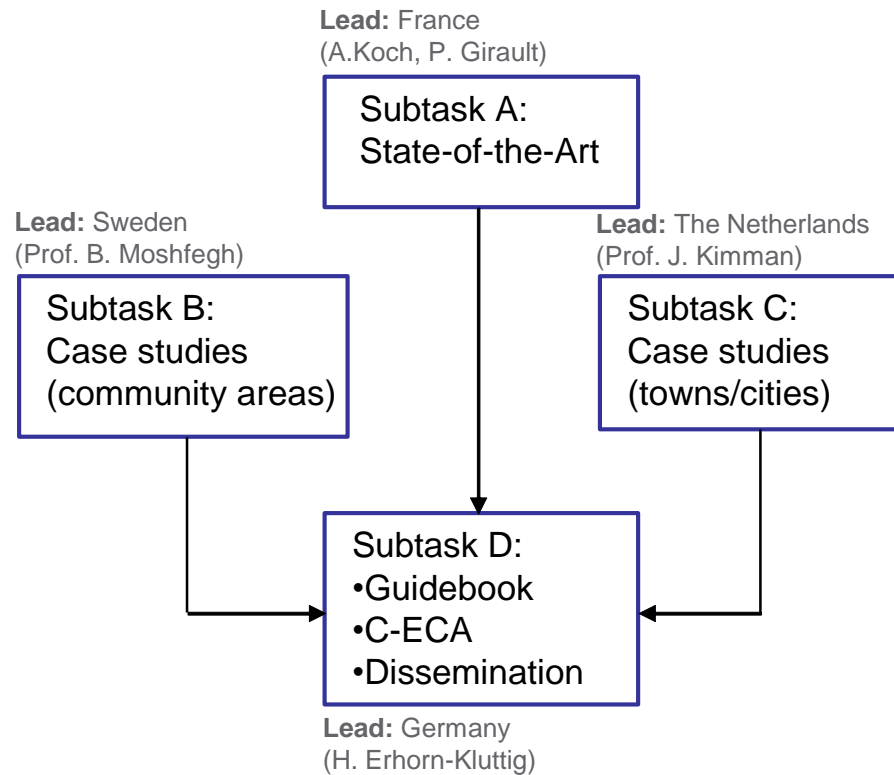 Lead: France
(A.Koch, P. Girault)
Subtask A:
State-of-the-Art
Lead: Sweden
(Prof. B. Moshfegh)
Subtask B:
Case studies
(community areas)
Lead: The Netherlands
(Prof. J. Kimman)
Subtask C:
Case studies
(towns/cities)
Subtask D:
•Guidebook
•C-ECA
•Dissemination
Lead: Germany
(H. Erhorn-Kluttig)